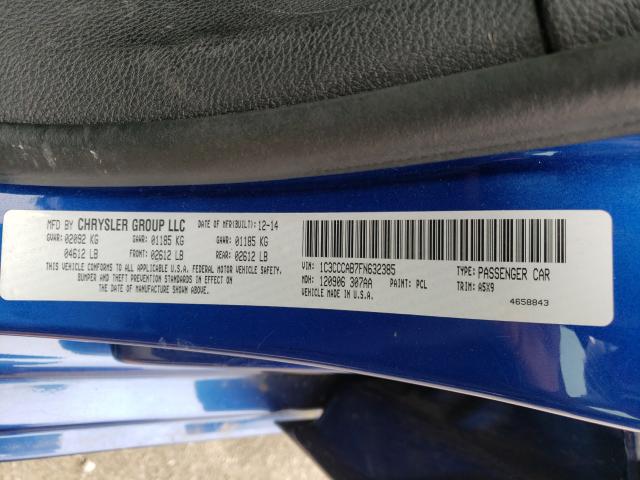 MFD BY CHRYSLER GROUP LLC DATE OF MFR(BUILT): 12-14
GVWR: 02092 KG GAWR: 01185 KG GAWR: 01185 KG
04612 LB FRONT: 02612 LB REAR: 02612 LB
THIS VEHICLE CONFORMS TO ALL APPLICABLE U.S.A. FEDERAL MOTOR VEHICLE SAFETY,
BUMPER AND THEFT PREVENTION STANDARDS IN EFFECT ON
THE DATE OF MANUFACTURE SHOWN ABOVE.
VIN: 1C3CCCAB7FN632385 TYPE: PASSENGER CAR
MDH: 120906 307AA PAINT: PCL TRIM: A5X9
VEHICLE MADE IN U.S.A.
4658843